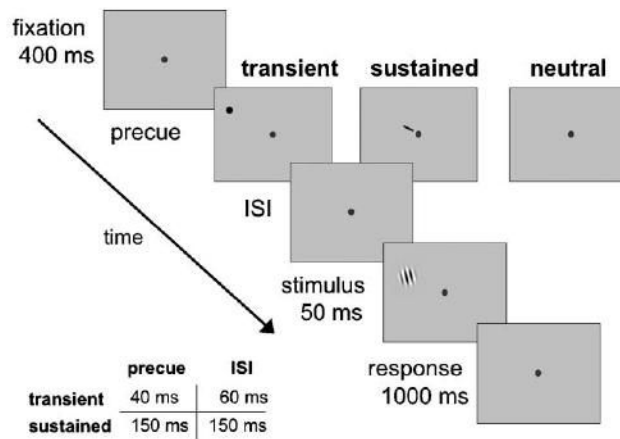 fixation
400 ms
transient sustained neutral
precue
ISI
time
stimulus
50 ms
response
1000 ms
precue ISI
transient 40 ms 60 ms
sustained 150 ms 150 ms